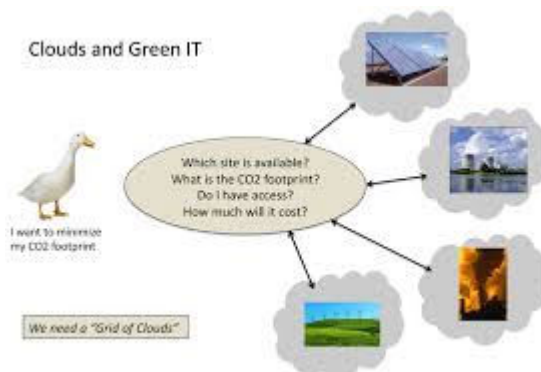 Clouds and Green IT
Which site is available?
What is the CO2 footprint?
Do I have access?
How much will it cost?
I want to minimize
my CO2 footprint
We need a "Grid of Clouds"